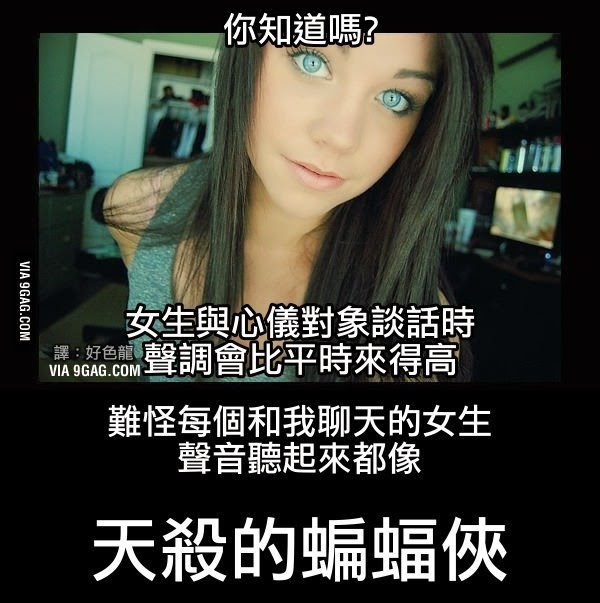 你知道嗎?
VIA 9GAG.COM
女生與心儀對象談話時
聲調會比平時來得高
譯：好色龍
VIA 9GAG.COM
難怪每個和我聊天的女生
聲音聽起來都像
天殺的蝙蝠俠